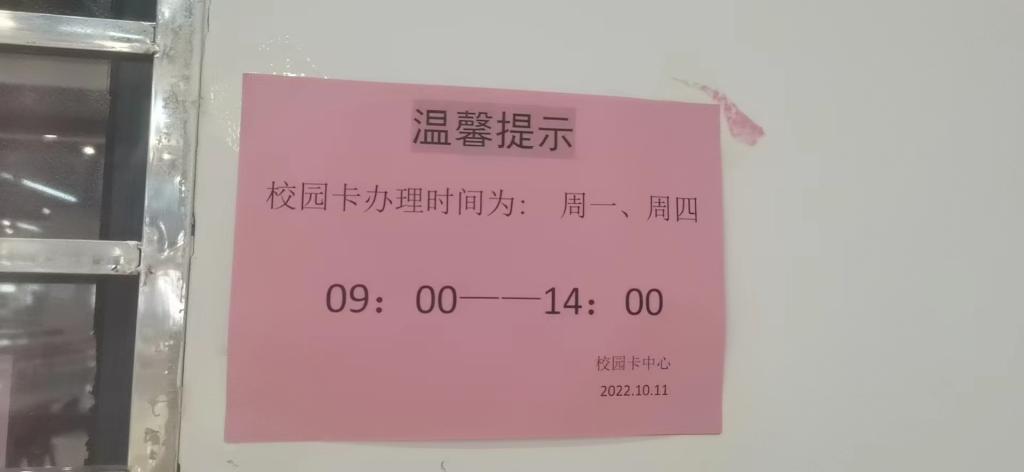 温馨提示
校园卡办理时间为： 周一、周四
09：00——14：00
校园卡中心
2022.10.11